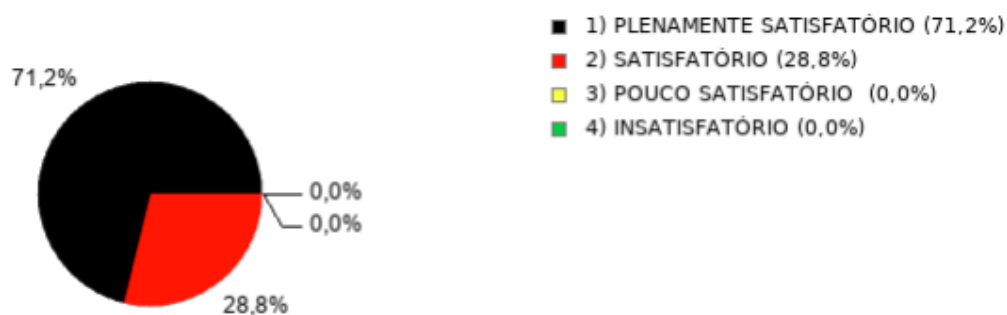 1) PLENAMENTE SATISFATÓRIO (71,2%)
2) SATISFATÓRIO (28,8%)
3) POUCO SATISFATÓRIO (0,0%)
4) INSATISFATÓRIO (0,0%)
71,2%
0,0%
0,0%
28,8%